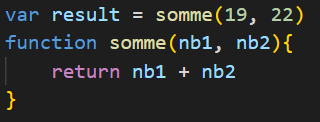 var result = somme(19, 22)
function somme(nb1, nb2){
    return nb1 + nb2
}